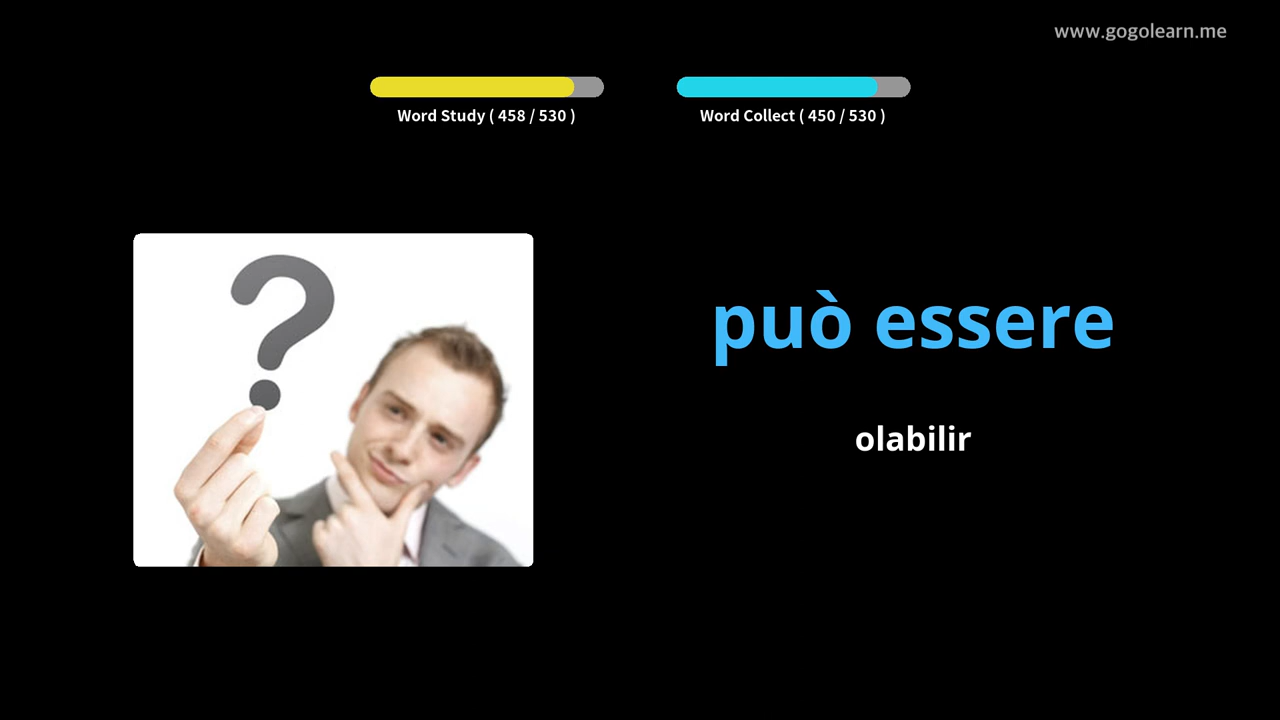 www.gogolearn.me
Word Study ( 458 / 530 )
Word Collect ( 450 / 530 )
?
può essere
olabilir